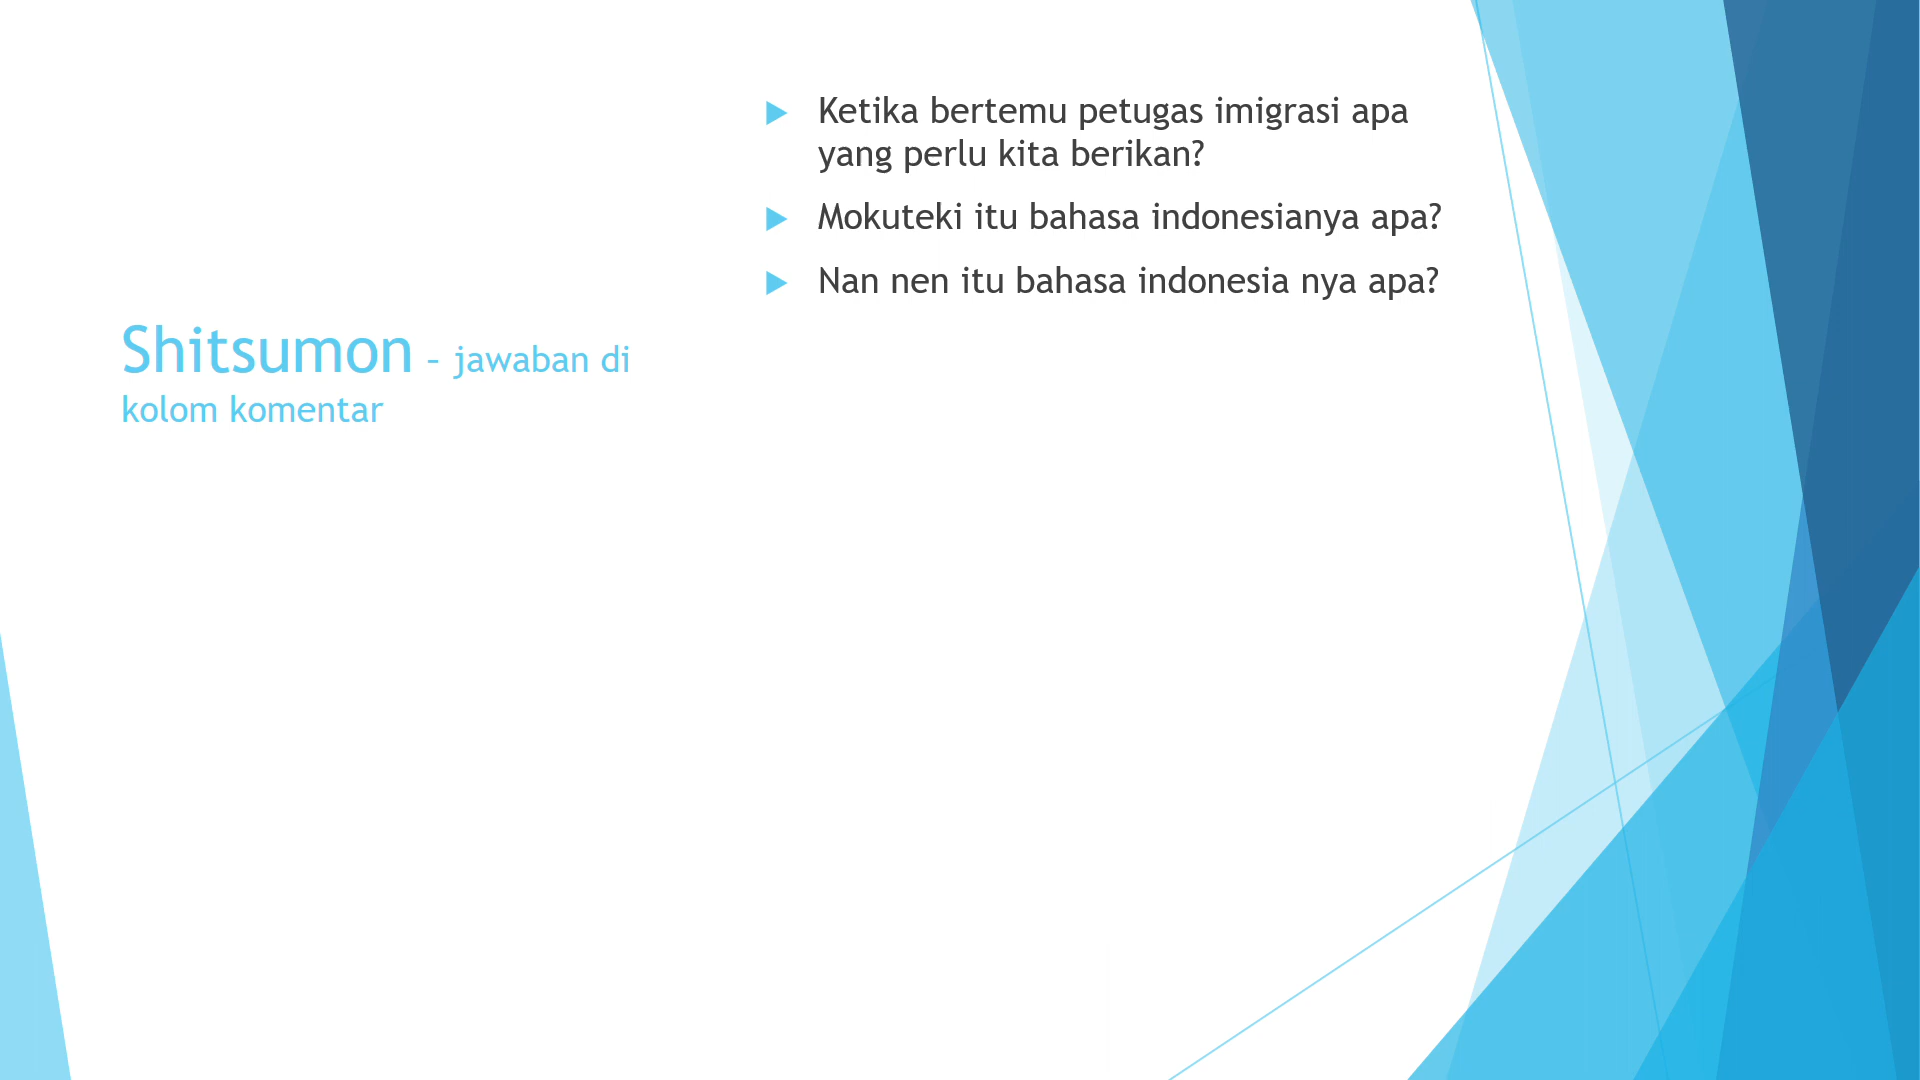 Shitsumon – jawaban di
kolom komentar
Ketika bertemu petugas imigrasi apa
yang perlu kita berikan?
Mokuteki itu bahasa indonesianya apa?
Nan nen itu bahasa indonesia nya apa?